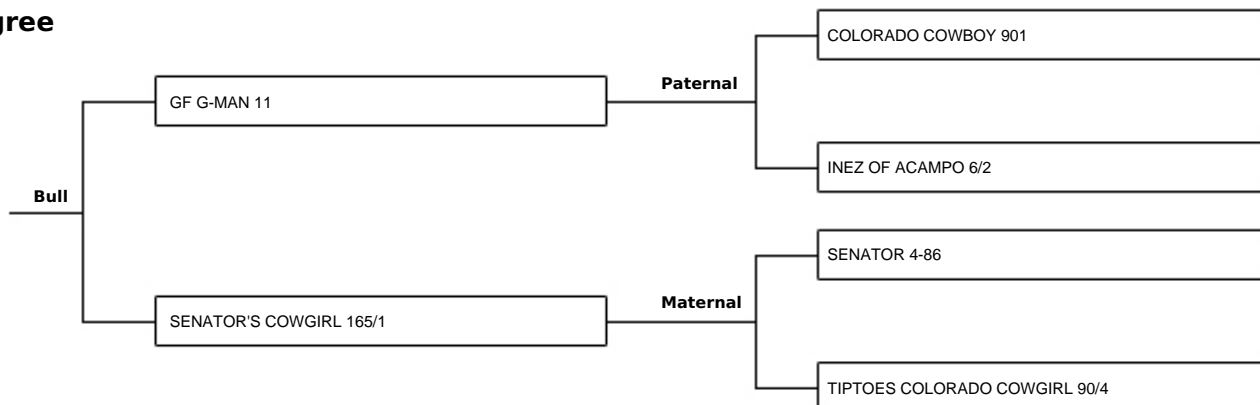 COLORADO COWBOY 901
Paternal
GF G-MAN 11
INEZ OF ACAMPO 6/2
Bull
SENATOR 4-86
Maternal
SENATOR'S COWGIRL 165/1
TIPTOES COLORADO COWGIRL 90/4